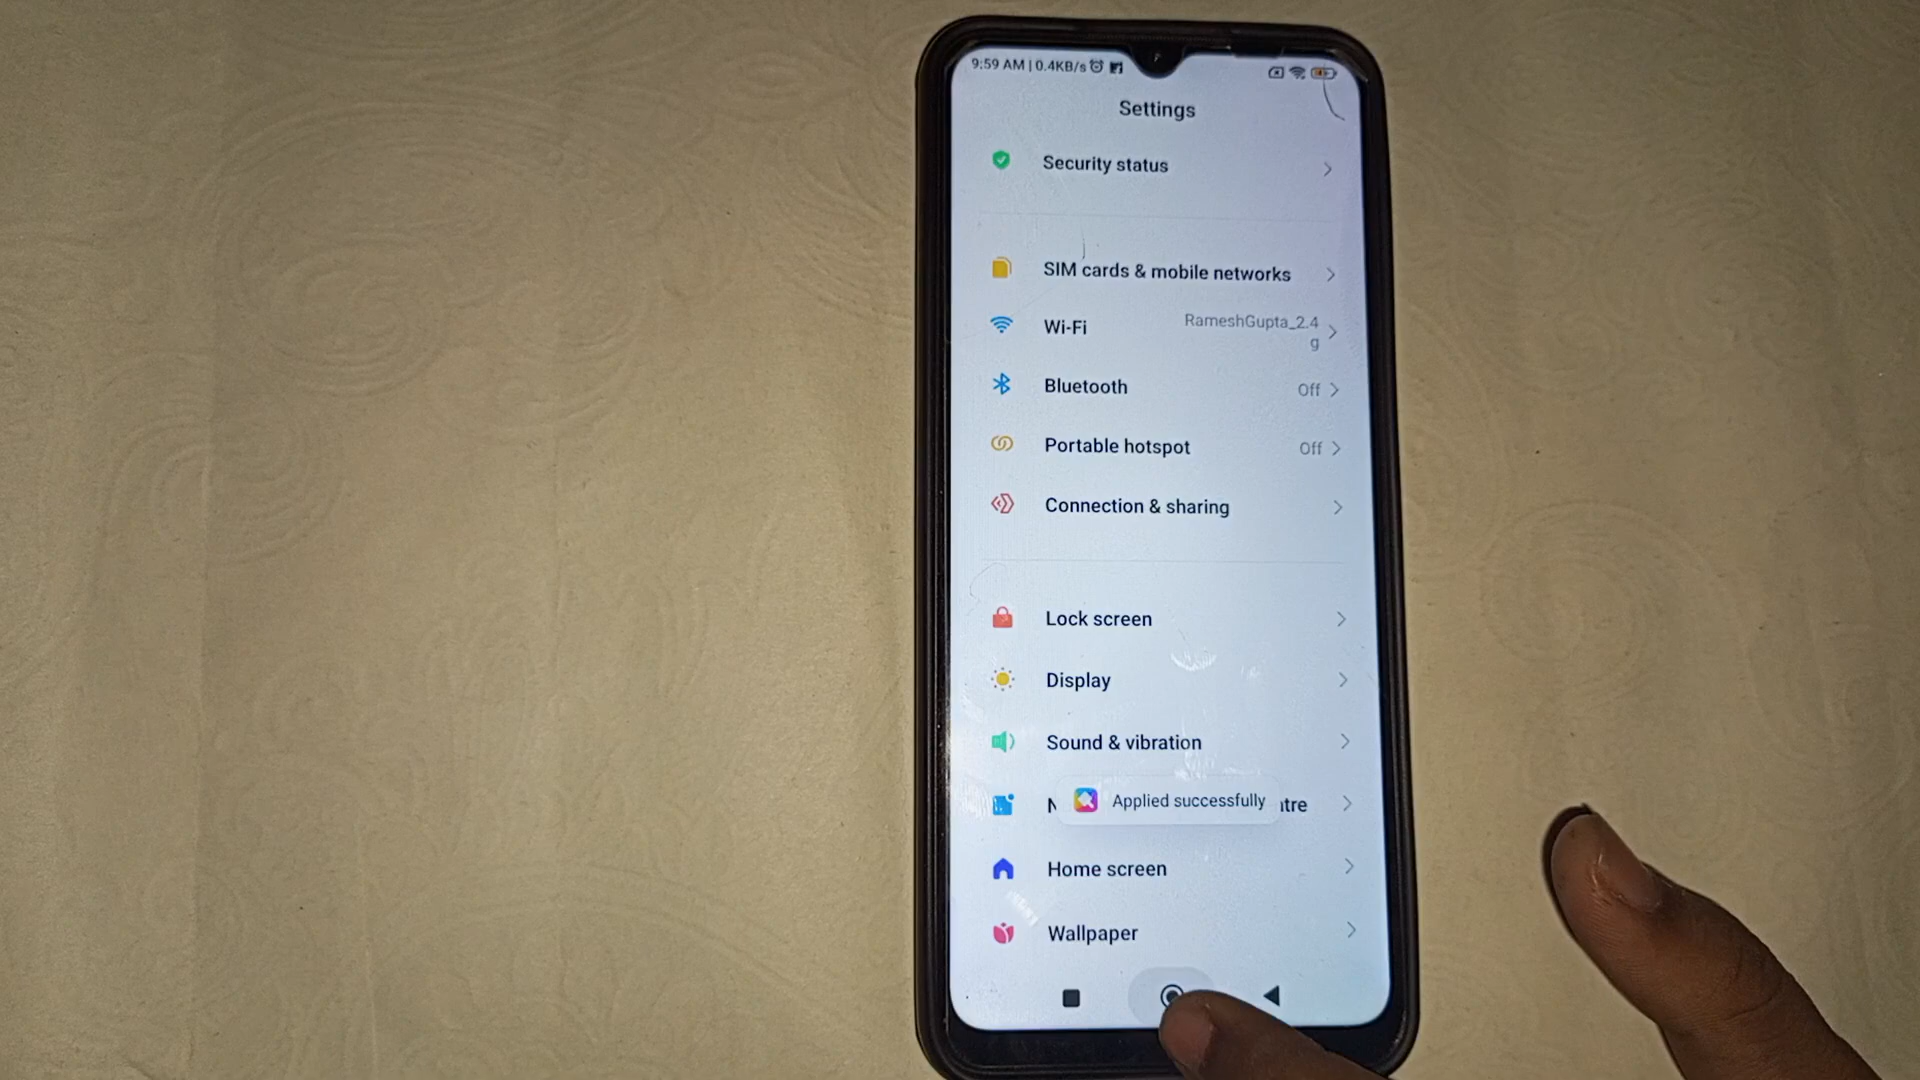 9:59 AM | 0.4KB/s
Settings
Security status
SIM cards & mobile networks
Wi-Fi
RameshGupta_2.4
g
Bluetooth
Off
Portable hotspot
Off
Connection & sharing
Lock screen
Display
Sound & vibration
N
Applied successfully
ntre
Home screen
Wallpaper